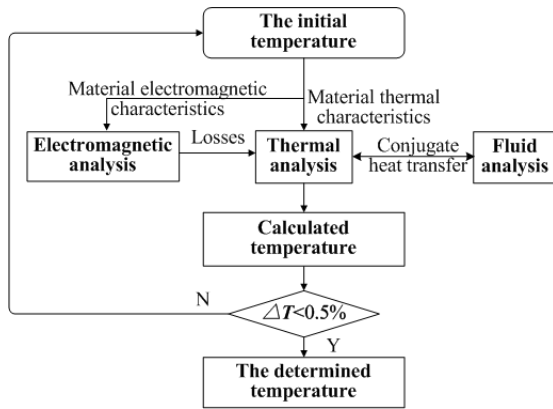 The initial
temperature
Material electromagnetic
characteristics
Material thermal
characteristics
Electromagnetic
analysis
Losses
Thermal
analysis
Conjugate
heat transfer
Fluid
analysis
Calculated
temperature
N
△T<0.5%
Y
The determined
temperature